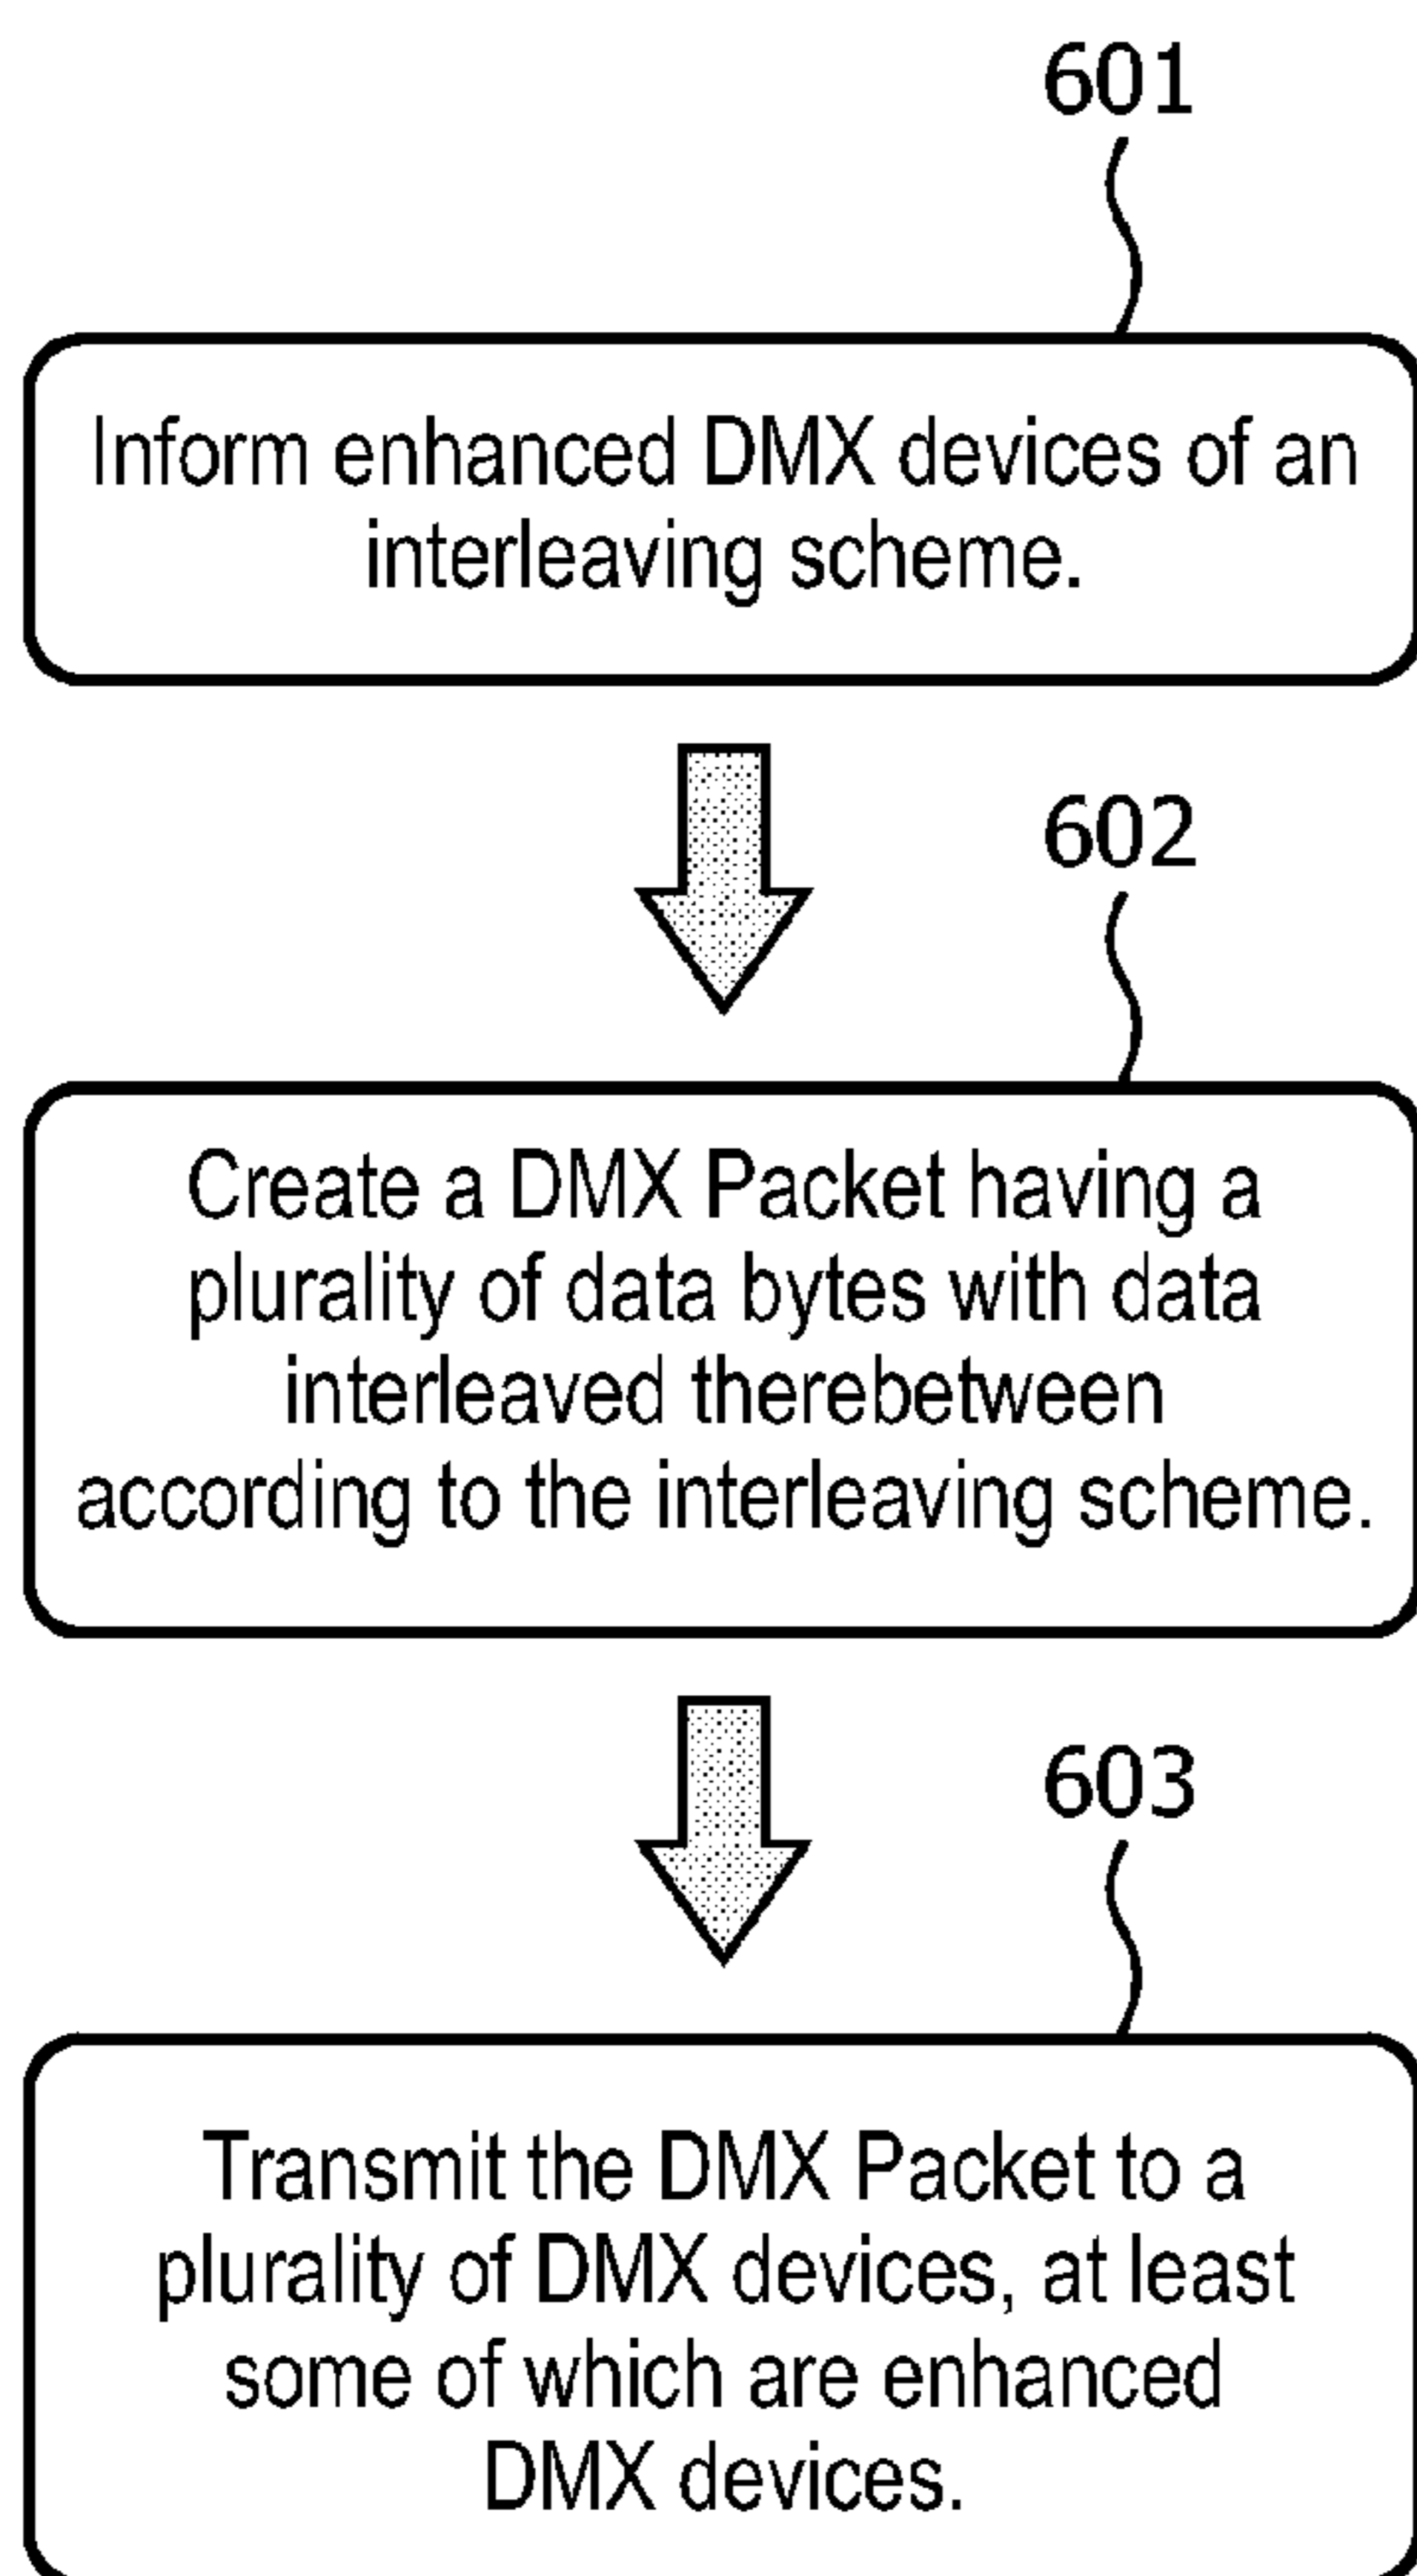 601
Inform enhanced DMX devices of an
interleaving scheme.
602
Create a DMX Packet having a
plurality of data bytes with data
interleaved therebetween
according to the interleaving scheme.
603
Transmit the DMX Packet to a
plurality of DMX devices, at least
some of which are enhanced
DMX devices.